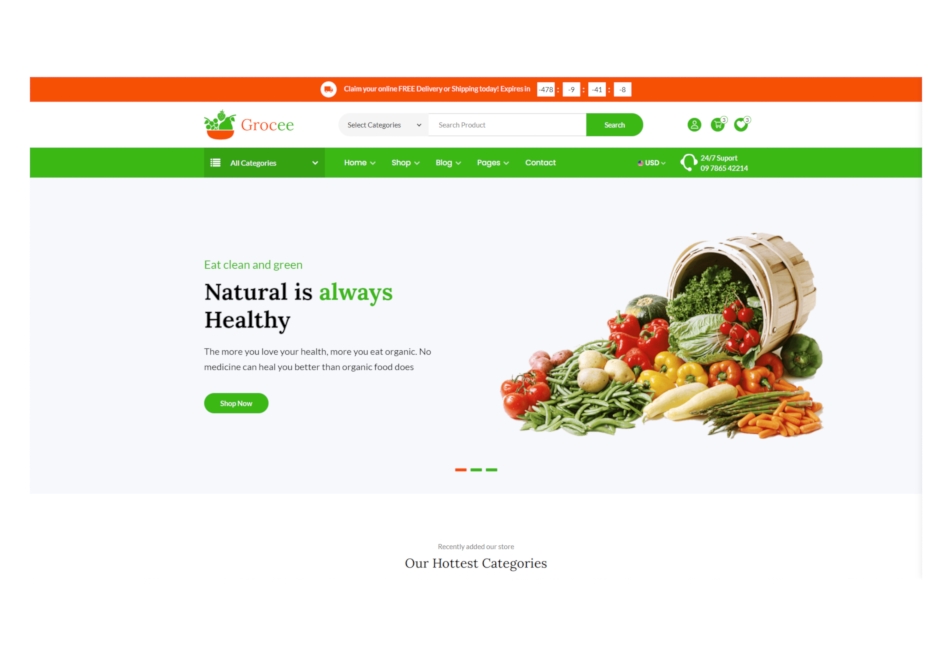 Claim your online FREE Delivery or Shipping today! Expires in -478 : -9 : -41 : -8
Grocee
Select Categories
Search Product
Search
3
3
All Categories
Home
Shop
Blog
Pages
Contact
USD
24/7 Suport
09 7865 42214
Eat clean and green
Natural is always
Healthy
The more you love your health, more you eat organic. No
medicine can heal you better than organic food does
Shop Now
Recently added our store
Our Hottest Categories